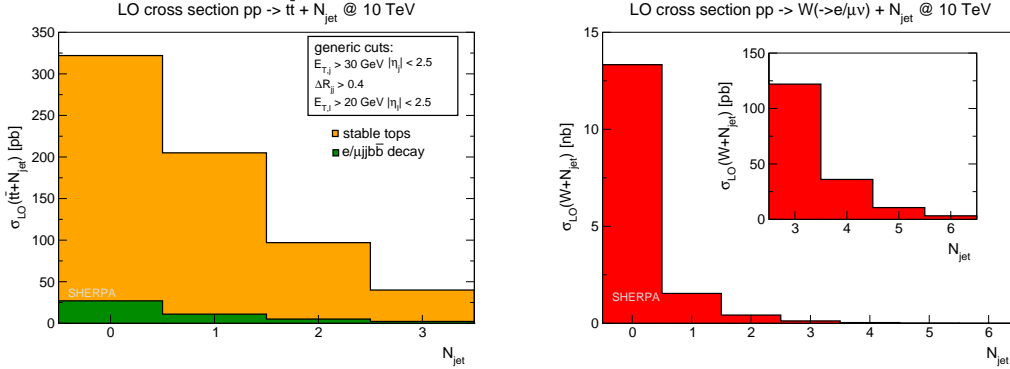 LO cross section pp -> tt̄ + N_jet @ 10 TeV
350
300
250
200
150
100
50
0
σ_LO(tt̄+N_jet) [pb]
generic cuts:
E_T,j > 30 GeV |η_j| < 2.5
ΔR_jj > 0.4
E_T,l > 20 GeV |η_l| < 2.5
stable tops
e/μjjbb̄ decay
SHERPA
0 1 2 3
N_jet
LO cross section pp -> W(->e/μν) + N_jet @ 10 TeV
15
10
5
0
σ_LO(W+N_jet) [nb]
150
125
100
75
50
25
0
σ_LO(W+N_jet) [pb]
3 4 5 6
N_jet
SHERPA
0 1 2 3 4 5 6
N_jet